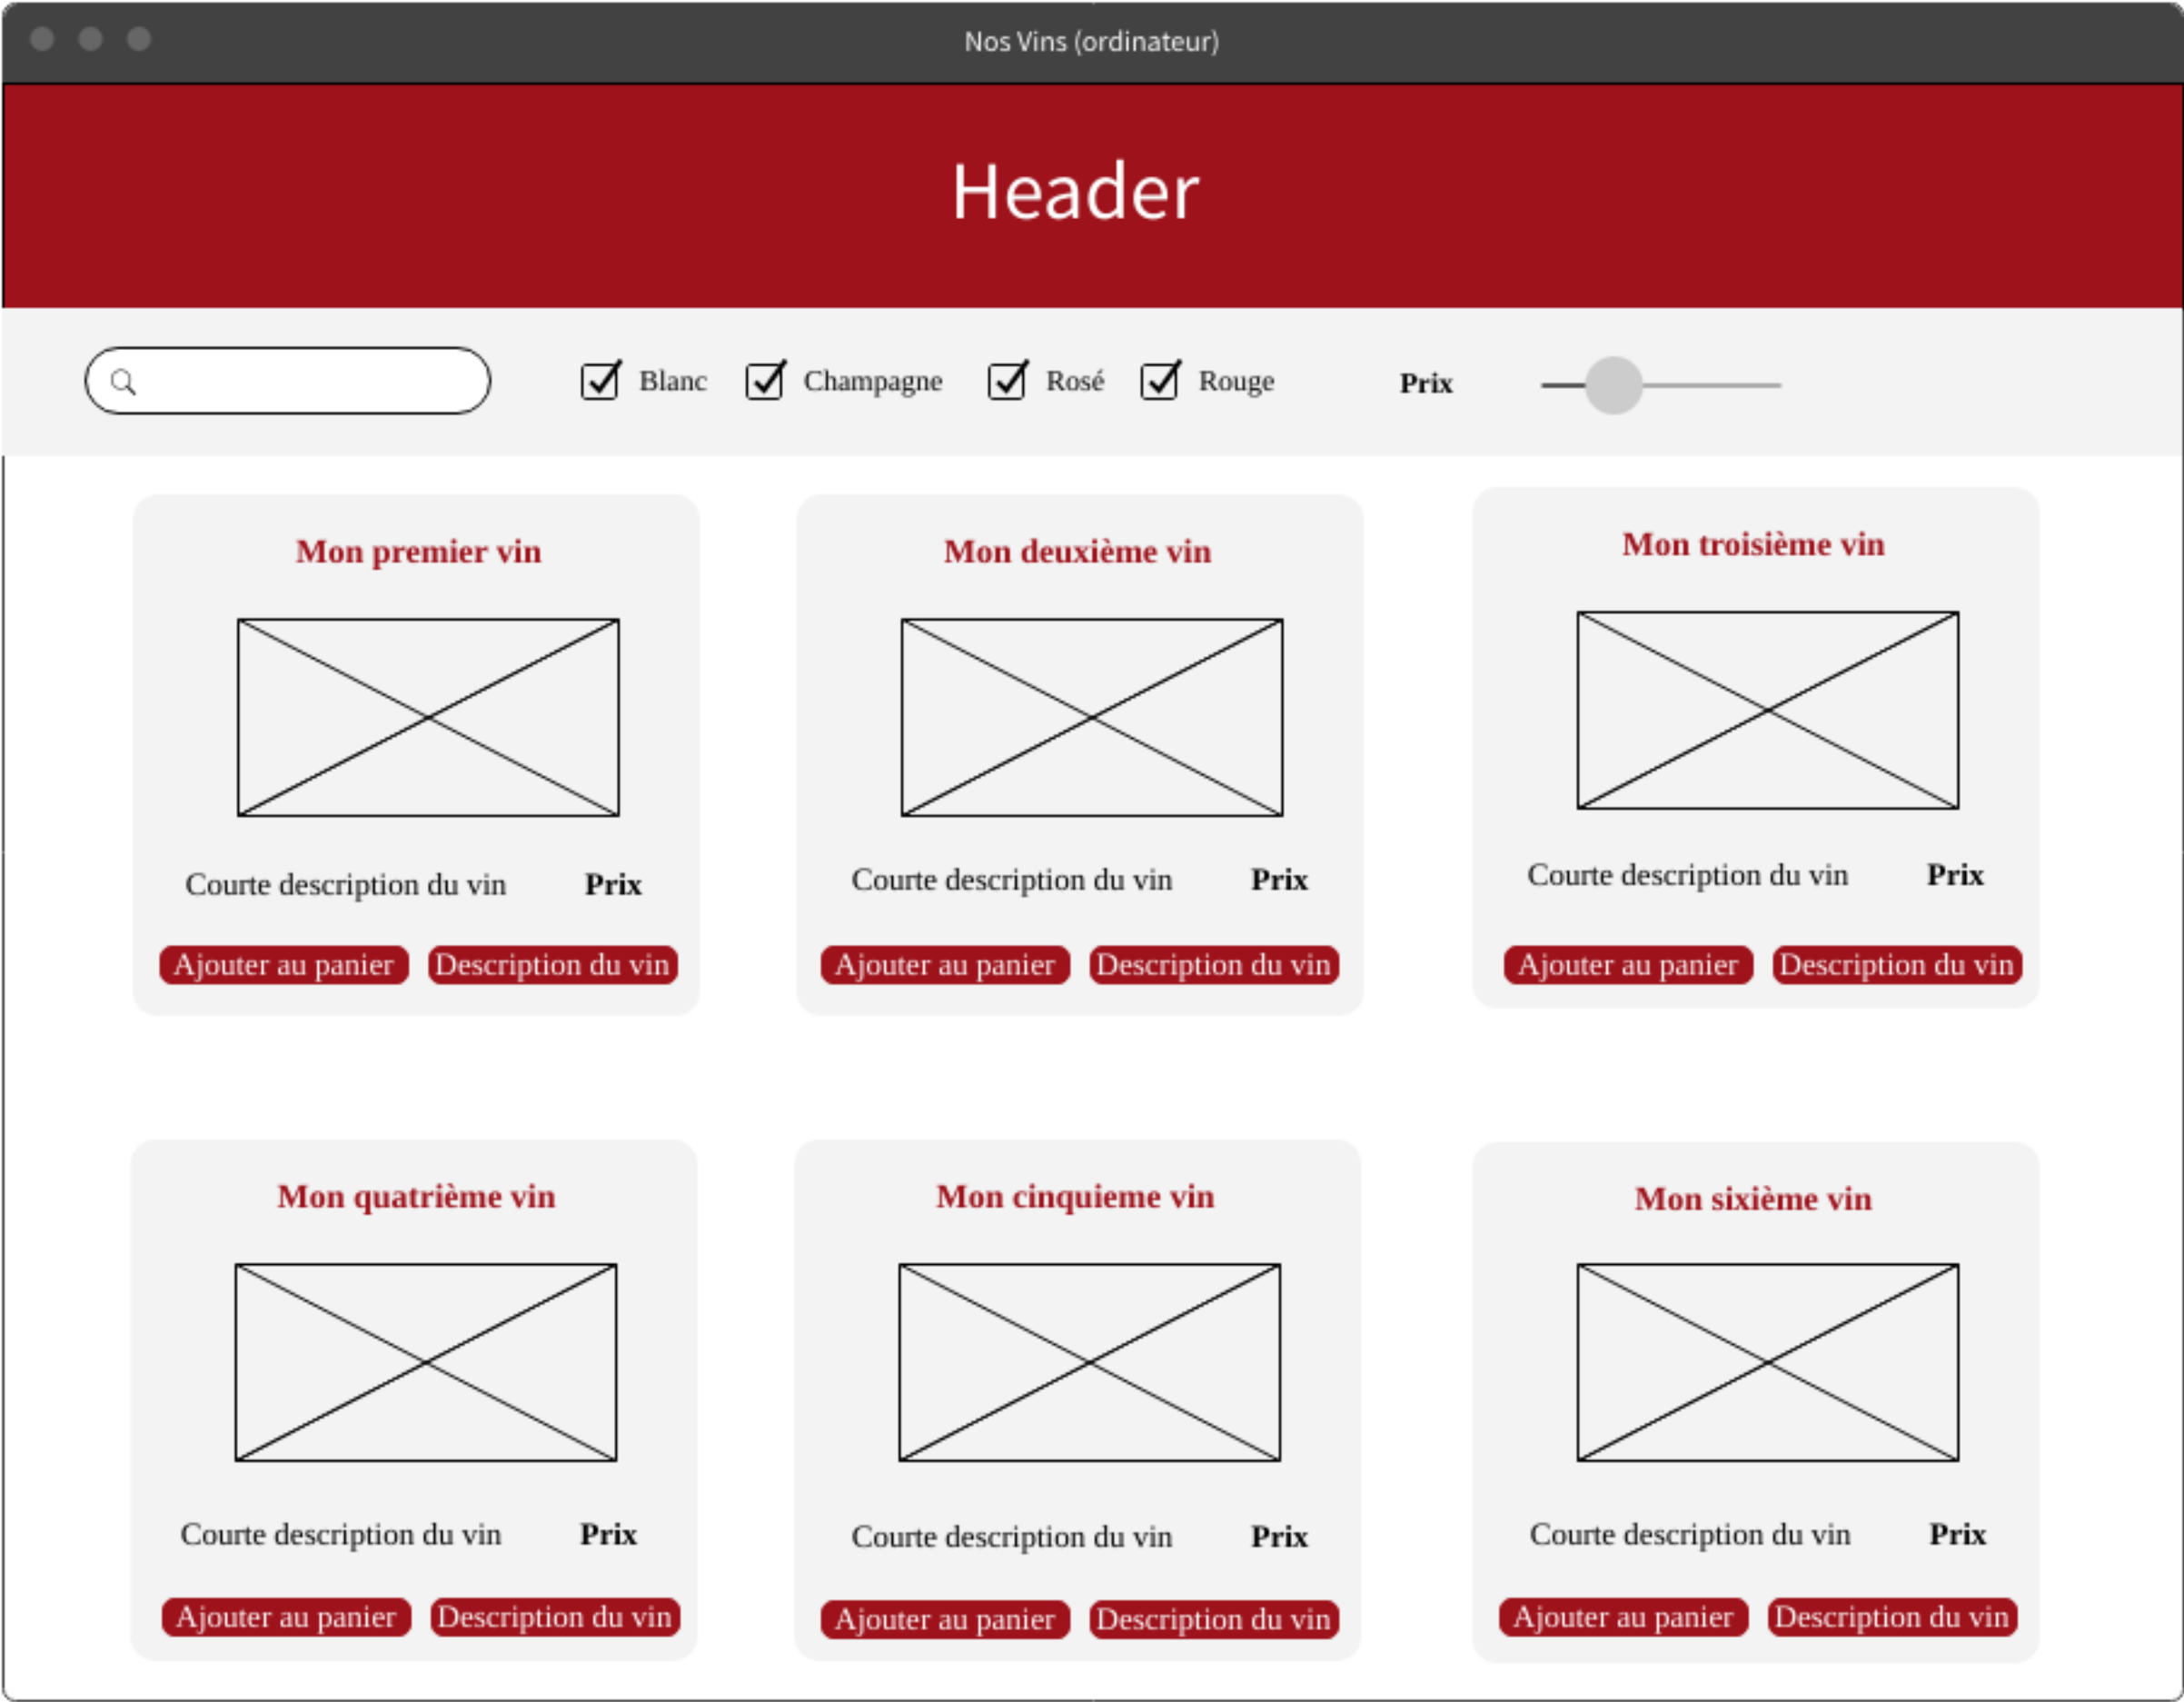 Nos Vins (ordinateur)
Header
Blanc Champagne Rosé Rouge Prix
Mon premier vin Mon deuxième vin Mon troisième vin
Courte description du vin Prix Courte description du vin Prix Courte description du vin Prix
Ajouter au panier Description du vin Ajouter au panier Description du vin Ajouter au panier Description du vin
Mon quatrième vin Mon cinquieme vin Mon sixième vin
Courte description du vin Prix Courte description du vin Prix Courte description du vin Prix
Ajouter au panier Description du vin Ajouter au panier Description du vin Ajouter au panier Description du vin